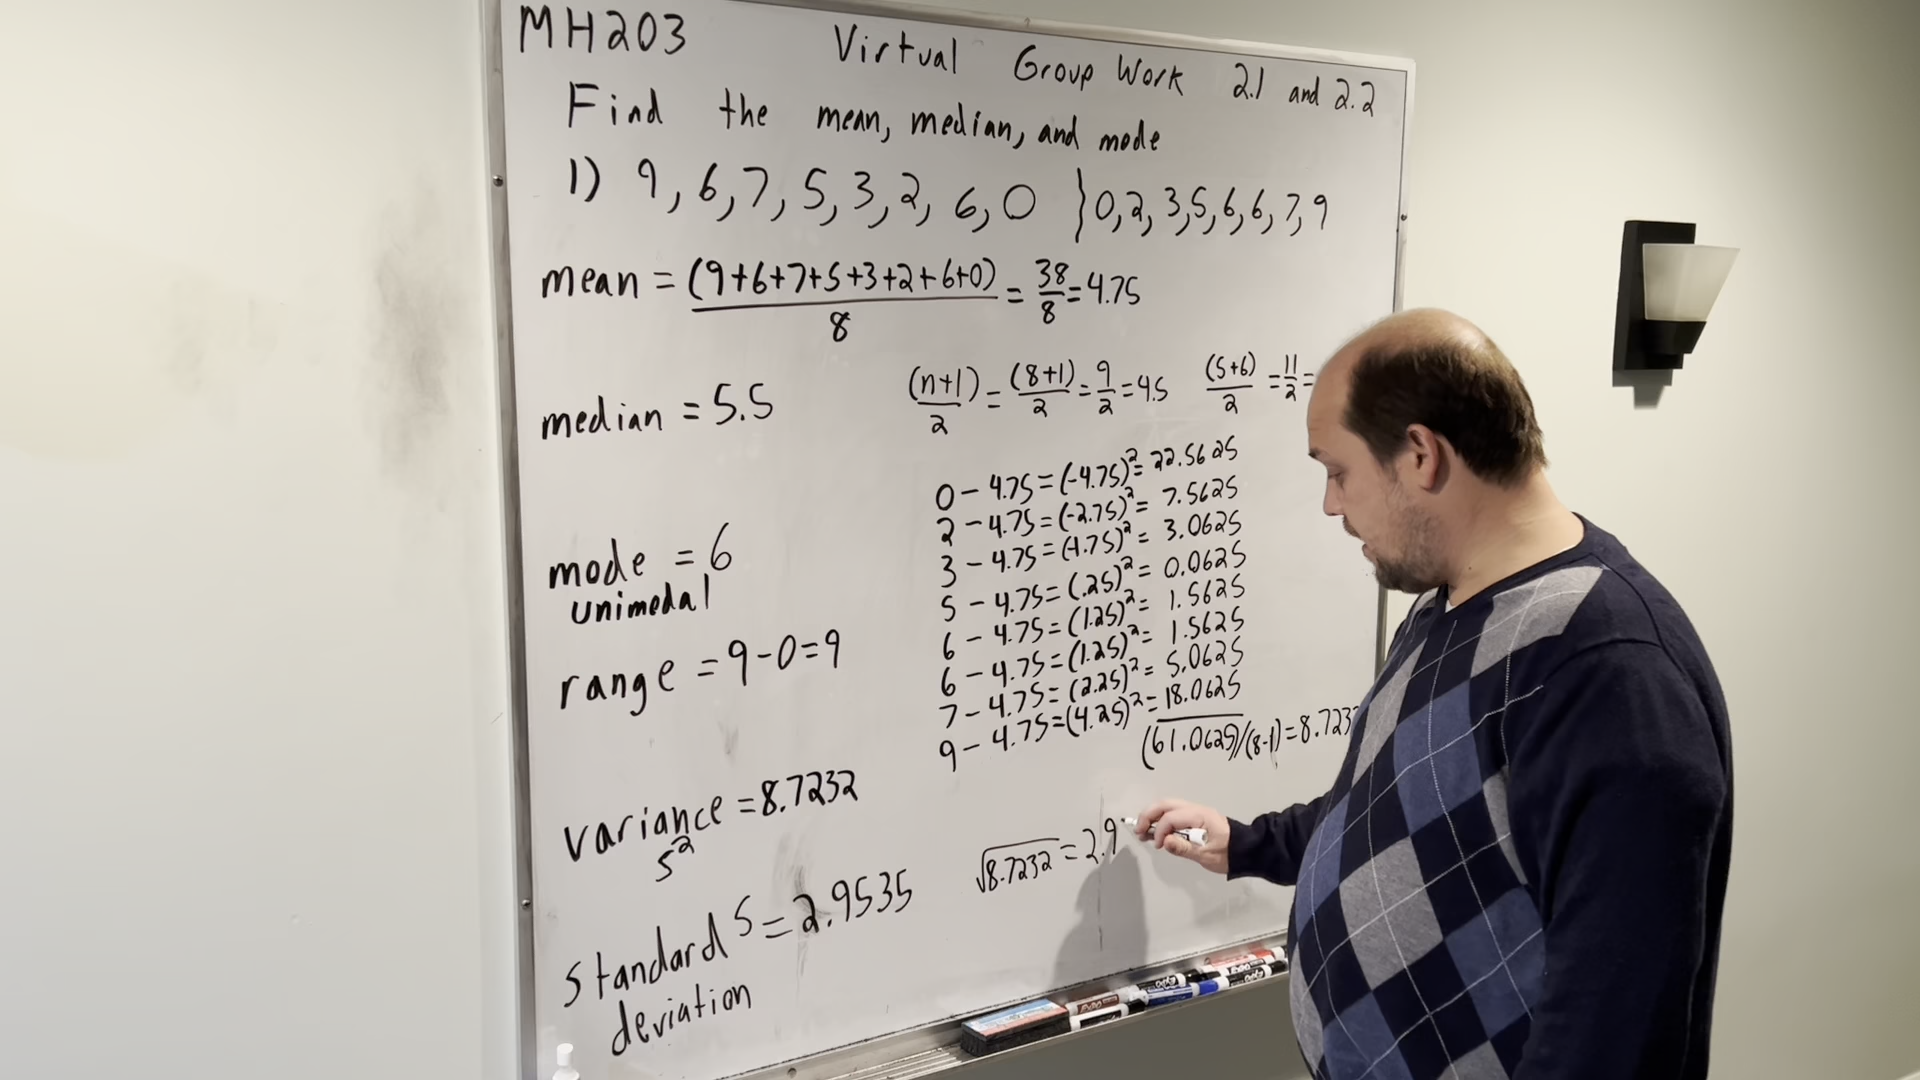 MH203 Virtual Group Work 2.1 and 2.2
Find the mean, median, and mode
1) 9, 6, 7, 5, 3, 2, 6, 0 } 0, 2, 3, 5, 6, 6, 7, 9
mean = (9+6+7+5+3+2+6+0)/8 = 38/8 = 4.75
median = 5.5
(n+1)/2 = (8+1)/2 = 9/2 = 4.5 (5+6)/2 = 11/2 =
0 - 4.75 = (-4.75)² = 22.5625
2 - 4.75 = (-2.75)² = 7.5625
3 - 4.75 = (-1.75)² = 3.0625
5 - 4.75 = (.25)² = 0.0625
6 - 4.75 = (1.25)² = 1.5625
6 - 4.75 = (1.25)² = 1.5625
7 - 4.75 = (2.25)² = 5.0625
9 - 4.75 = (4.25)² = 18.0625
(61.0625)/(8-1) = 8.7232
mode = 6
unimodal
range = 9-0=9
variance = 8.7232
s²
√8.7232 = 2.9
standard s = 2.9535
deviation
EXPO